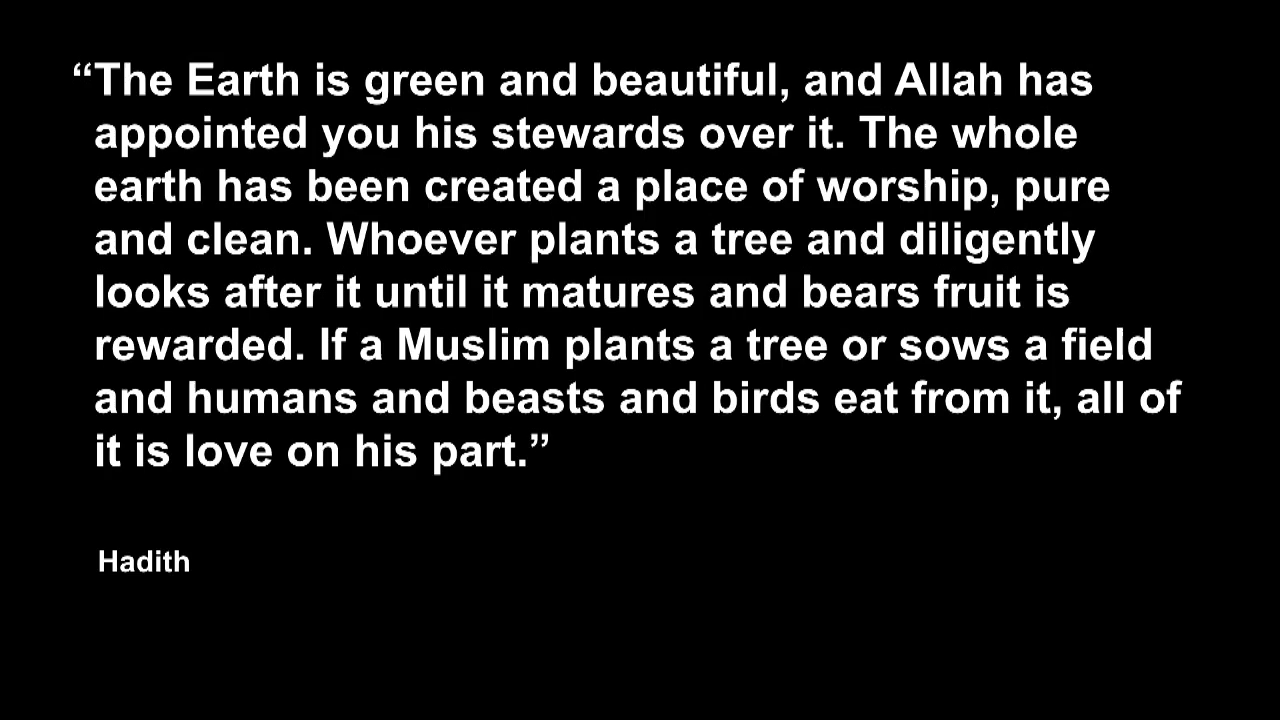 “The Earth is green and beautiful, and Allah has
appointed you his stewards over it. The whole
earth has been created a place of worship, pure
and clean. Whoever plants a tree and diligently
looks after it until it matures and bears fruit is
rewarded. If a Muslim plants a tree or sows a field
and humans and beasts and birds eat from it, all of
it is love on his part.”
Hadith